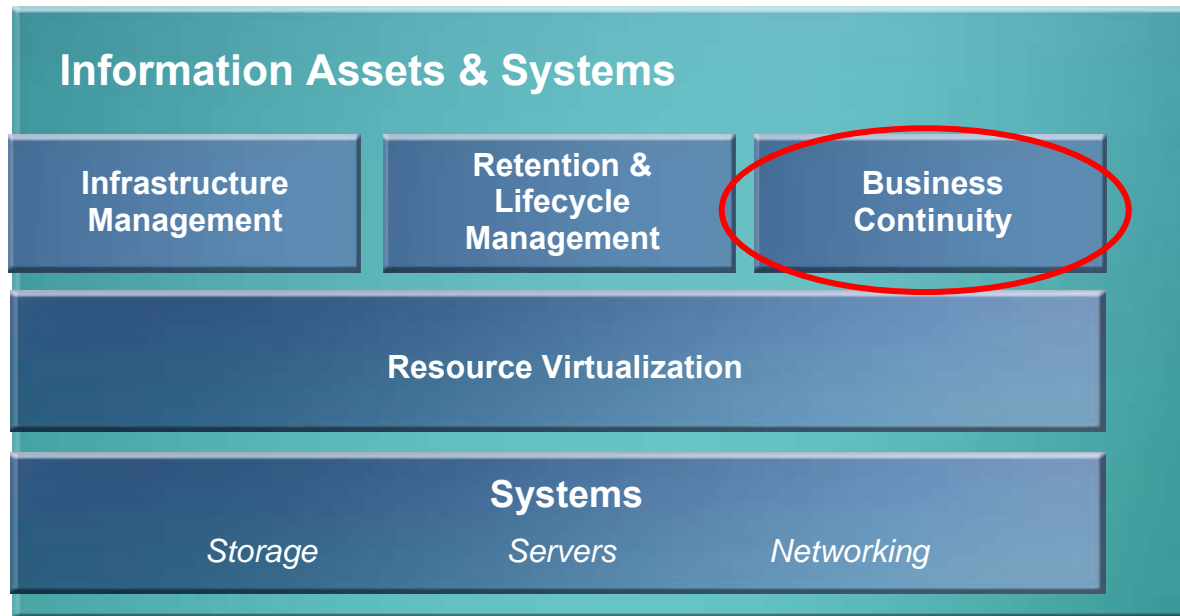 Information Assets & Systems
Infrastructure
Management
Retention &
Lifecycle
Management
Business
Continuity
Resource Virtualization
Systems
Storage Servers Networking